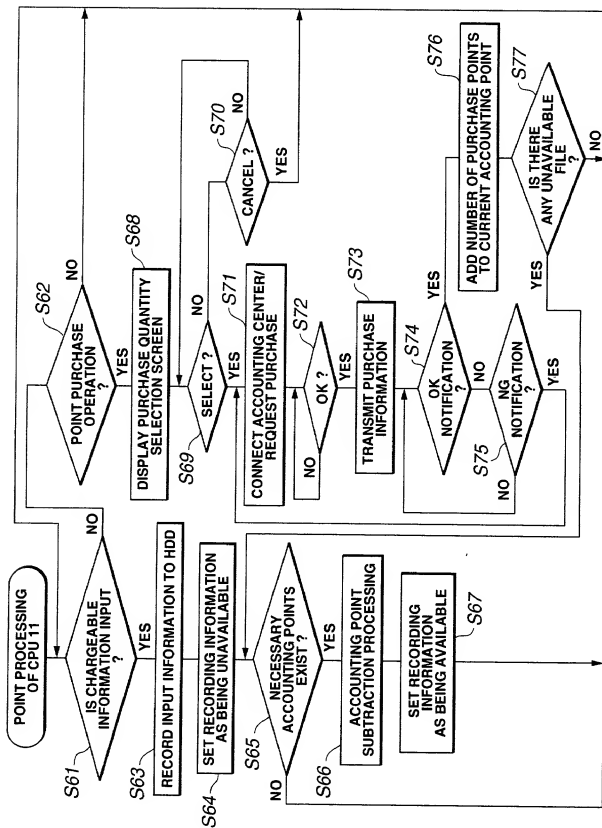 POINT PROCESSING
OF CPU 11
S61
IS CHARGEABLE
INFORMATION INPUT
?
NO
YES
S63
RECORD INPUT INFORMATION TO HDD
S64
SET RECORDING INFORMATION
AS BEING UNAVAILABLE
S65
NECESSARY
ACCOUNTING POINTS
EXIST ?
NO
YES
S66
ACCOUNTING POINT
SUBTRACTION PROCESSING
S67
SET RECORDING
INFORMATION
AS BEING AVAILABLE
S62
POINT PURCHASE
OPERATION
?
NO
YES
S68
DISPLAY PURCHASE QUANTITY
SELECTION SCREEN
S69
SELECT ?
NO
YES
S70
CANCEL ?
NO
YES
S71
CONNECT ACCOUNTING CENTER/
REQUEST PURCHASE
S72
OK ?
NO
YES
S73
TRANSMIT PURCHASE
INFORMATION
S74
OK
NOTIFICATION
?
YES
NO
S75
NG
NOTIFICATION
?
NO
YES
S76
ADD NUMBER OF PURCHASE POINTS
TO CURRENT ACCOUNTING POINT
S77
IS THERE
ANY UNAVAILABLE
FILE
?
YES
NO